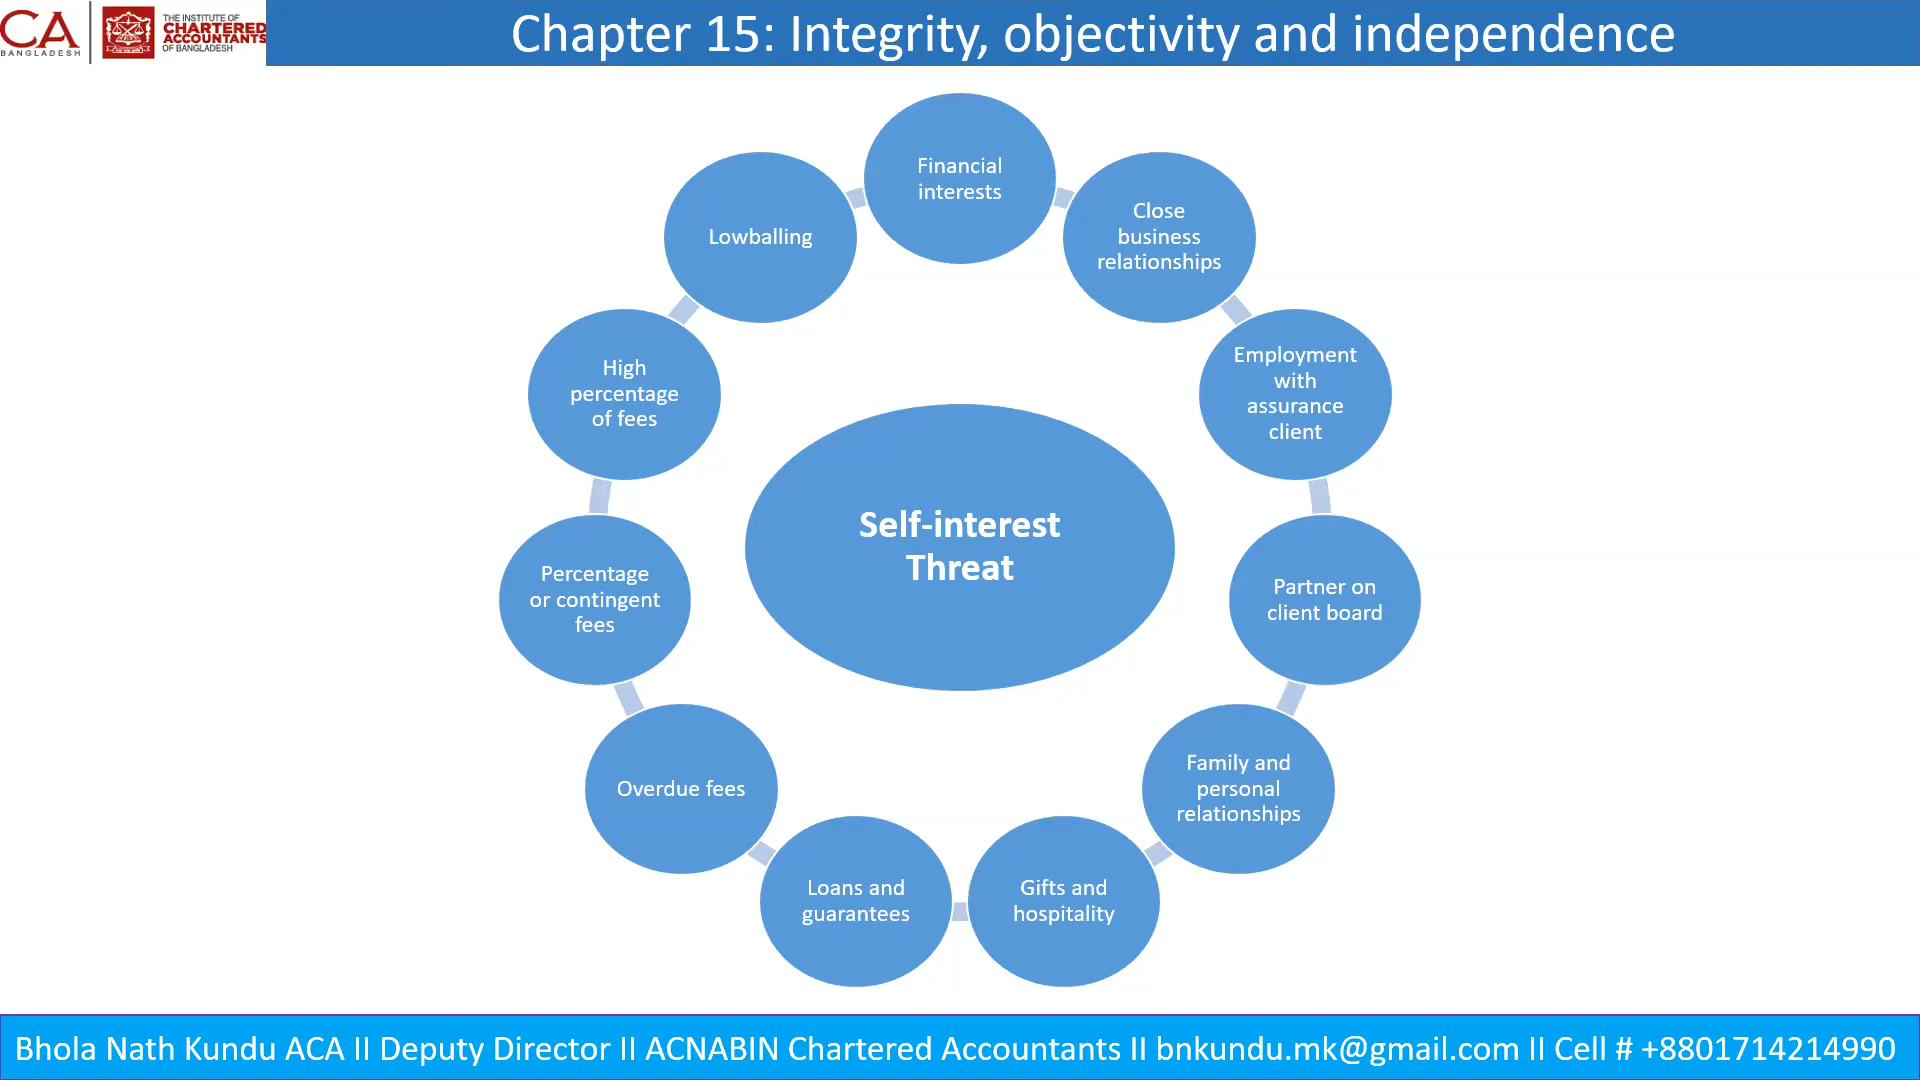 CA
BANGLADESH
THE INSTITUTE OF
CHARTERED
ACCOUNTANTS
OF BANGLADESH
Chapter 15: Integrity, objectivity and independence
Financial
interests
Close
business
relationships
Employment
with
assurance
client
Partner on
client board
Family and
personal
relationships
Gifts and
hospitality
Loans and
guarantees
Overdue fees
Percentage
or contingent
fees
High
percentage
of fees
Lowballing
Self-interest
Threat
Bhola Nath Kundu ACA II Deputy Director II ACNABIN Chartered Accountants II bnkundu.mk@gmail.com II Cell # +8801714214990